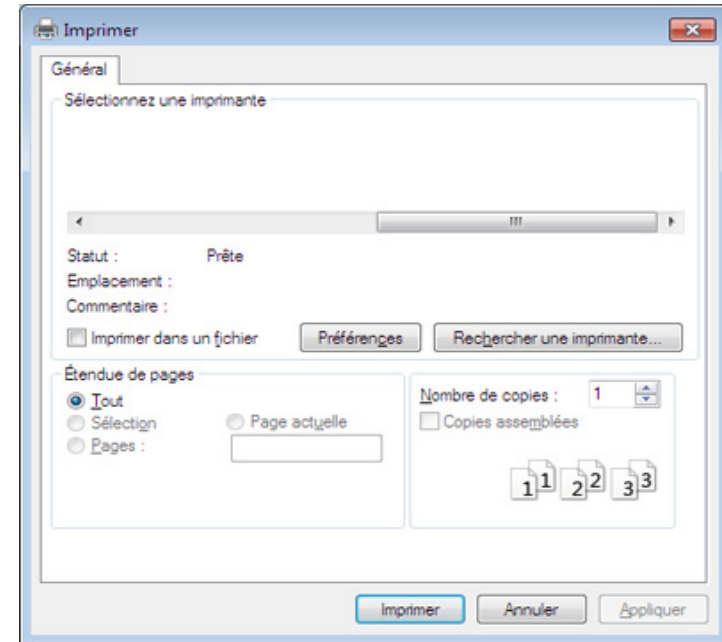 Imprimer
Général
Sélectionnez une imprimante
Statut : Prête
Emplacement :
Commentaire :
Imprimer dans un fichier Préférences Rechercher une imprimante...
Étendue de pages
Tout
Sélection Page actuelle
Pages :
Nombre de copies : 1
Copies assemblées
1 1 2 2 3 3
Imprimer Annuler Appliquer